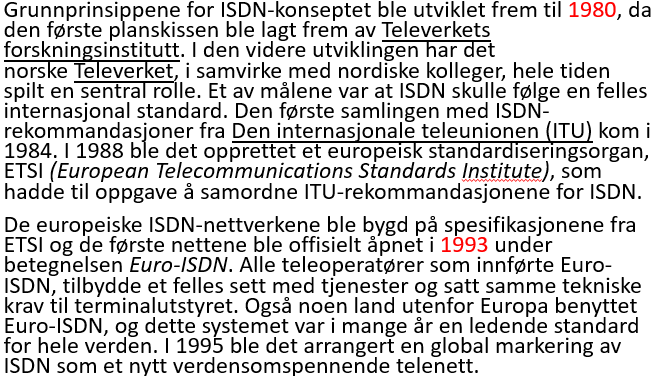 Grunnprinsippene for ISDN-konseptet ble utviklet frem til 1980, da
den første planskissen ble lagt frem av Televerkets
forskningsinstitutt. I den videre utviklingen har det
norske Televerket, i samvirke med nordiske kolleger, hele tiden
spilt en sentral rolle. Et av målene var at ISDN skulle følge en felles
internasjonal standard. Den første samlingen med ISDN-
rekommandasjoner fra Den internasjonale teleunionen (ITU) kom i
1984. I 1988 ble det opprettet et europeisk standardiseringsorgan,
ETSI (European Telecommunications Standards Institute), som
hadde til oppgave å samordne ITU-rekommandasjonene for ISDN.
De europeiske ISDN-nettverkene ble bygd på spesifikasjonene fra
ETSI og de første nettene ble offisielt åpnet i 1993 under
betegnelsen Euro-ISDN. Alle teleoperatører som innførte Euro-
ISDN, tilbydde et felles sett med tjenester og satt samme tekniske
krav til terminalutstyret. Også noen land utenfor Europa benyttet
Euro-ISDN, og dette systemet var i mange år en ledende standard
for hele verden. I 1995 ble det arrangert en global markering av
ISDN som et nytt verdensomspennende telenett.